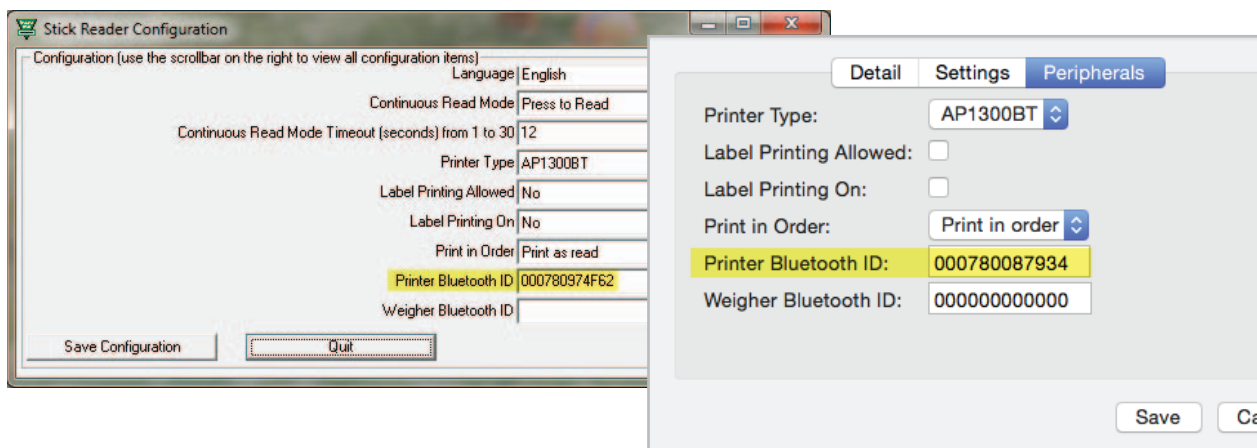 Stick Reader Configuration
Configuration (use the scrollbar on the right to view all configuration items)
Language English
Continuous Read Mode Press to Read
Continuous Read Mode Timeout (seconds) from 1 to 30 12
Printer Type AP1300BT
Label Printing Allowed No
Label Printing On No
Print in Order Print as read
Printer Bluetooth ID 000780974F62
Weigher Bluetooth ID
Save Configuration Quit
Detail Settings Peripherals
Printer Type: AP1300BT
Label Printing Allowed:
Label Printing On:
Print in Order: Print in order
Printer Bluetooth ID: 000780087934
Weigher Bluetooth ID: 000000000000
Save Ca